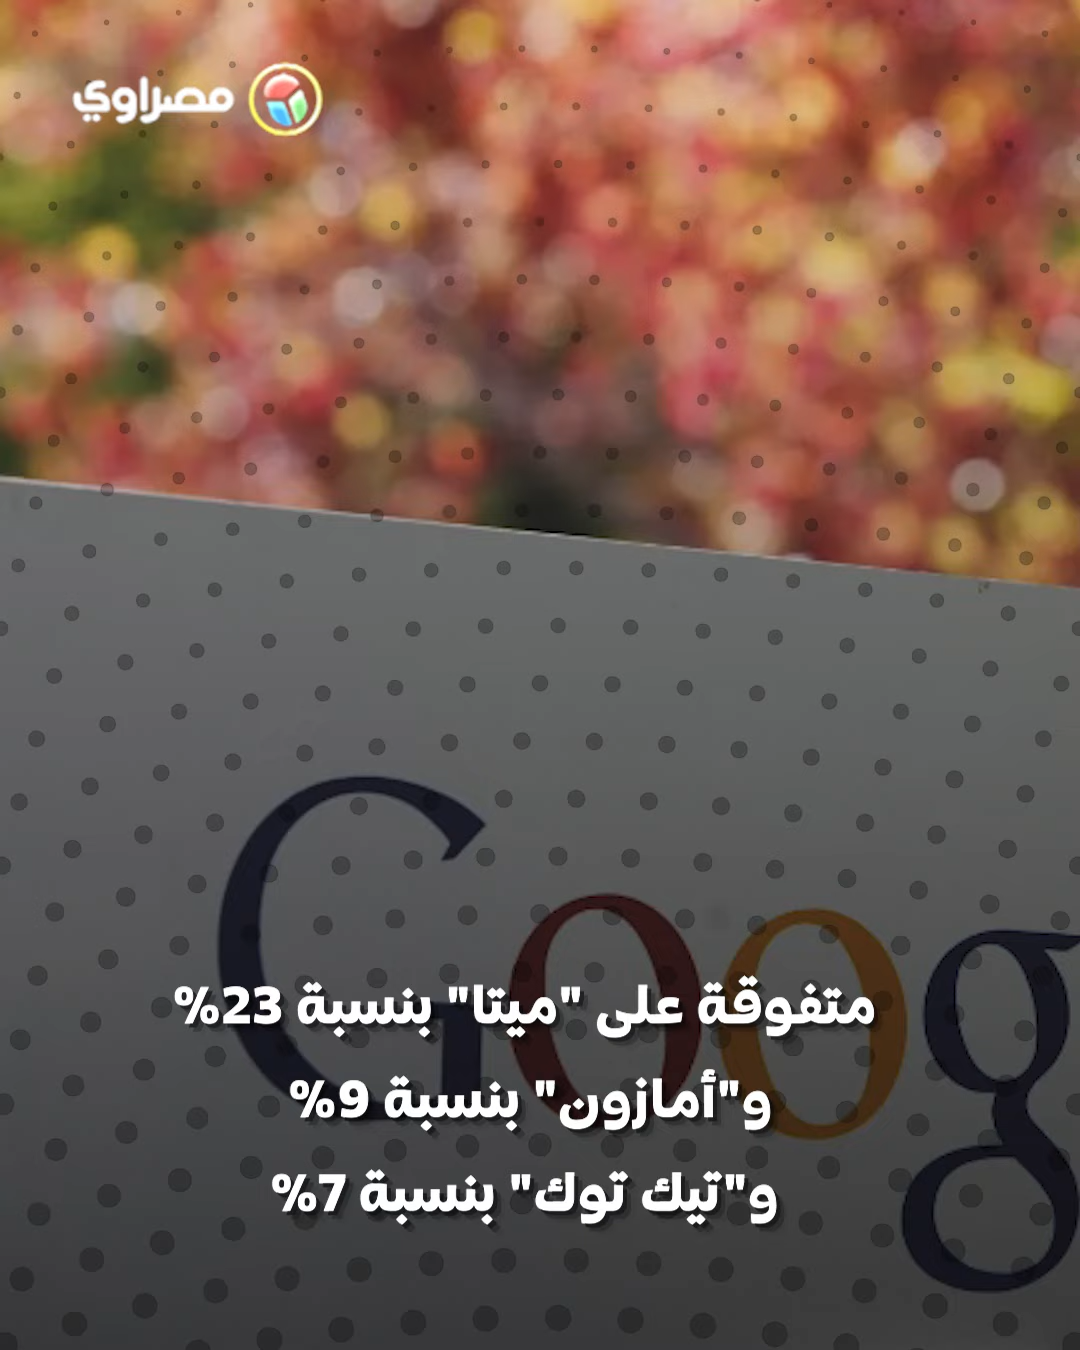 مصراوي
Goog
متفوقة على "ميتا" بنسبة 23%
و"أمازون" بنسبة 9%
و"تيك توك" بنسبة 7%